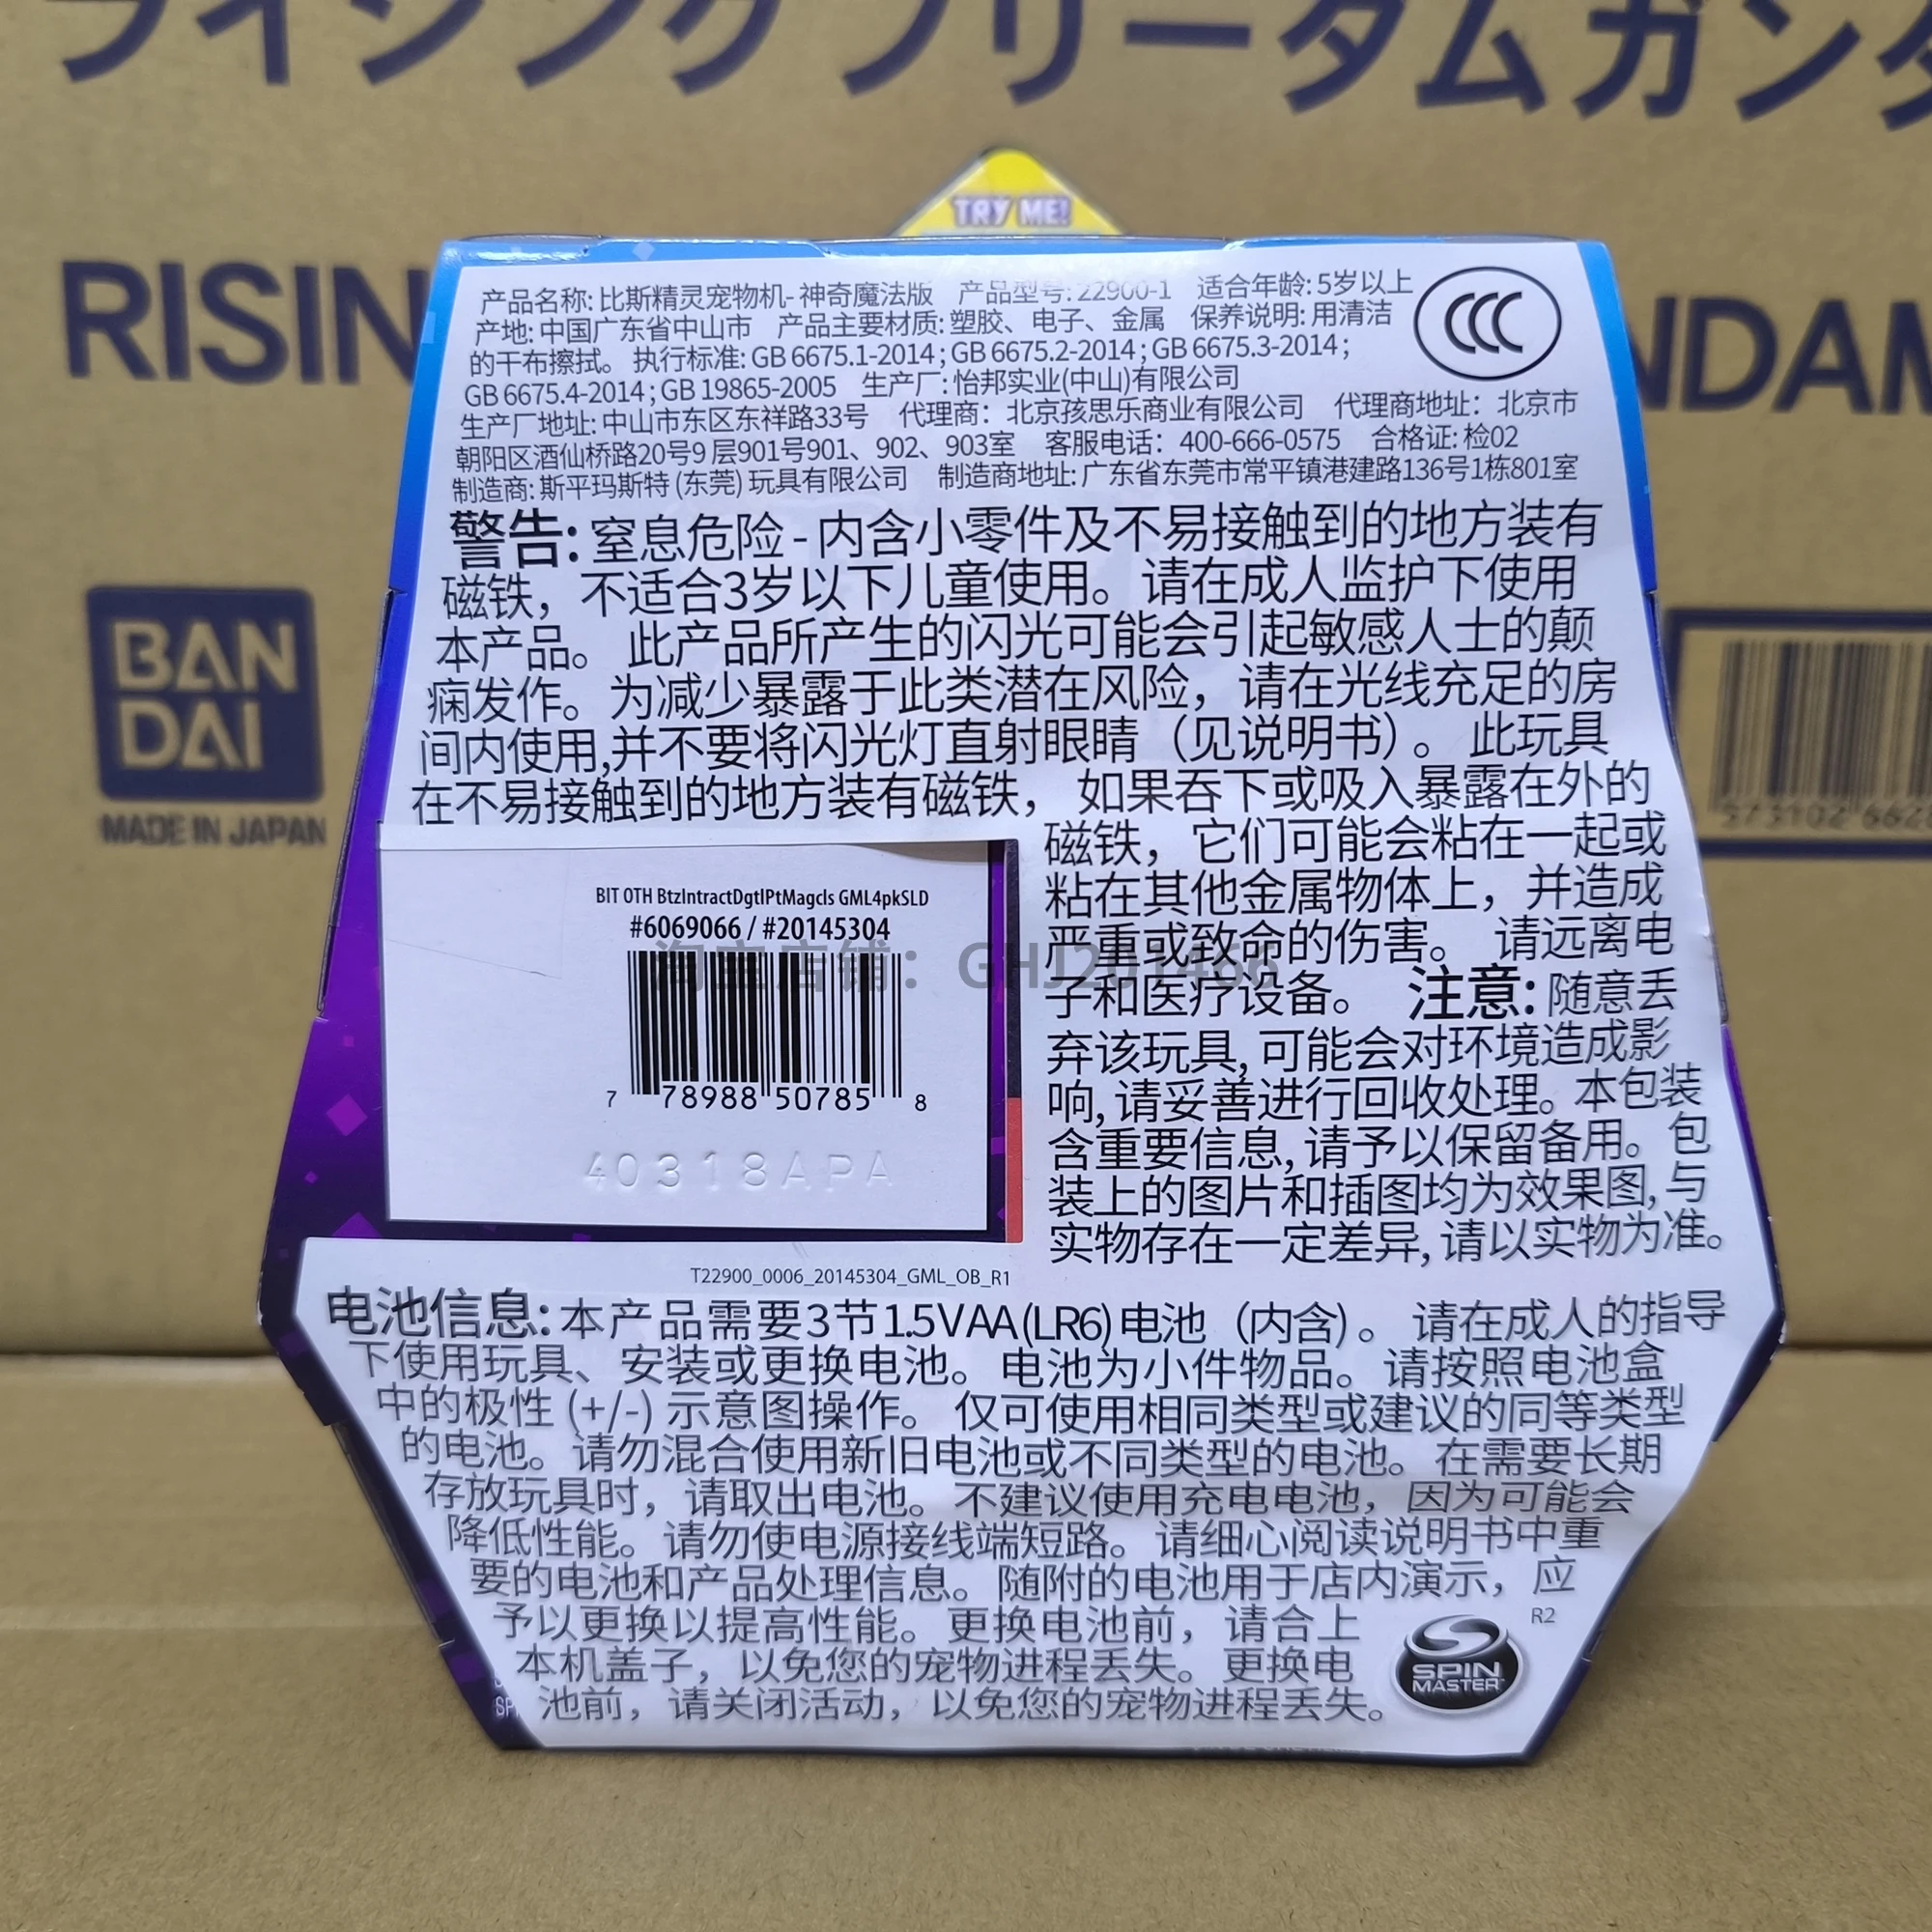 ライジングフリーダムガンダ
RISIN
NDAM
TRY ME!
BAN
DAI
MADE IN JAPAN
产品名称: 比斯精灵宠物机- 神奇魔法版 产品型号: 22900-1 适合年龄: 5岁以上
产地: 中国广东省中山市 产品主要材质: 塑胶、电子、金属 保养说明: 用清洁
的干布擦拭。 执行标准: GB 6675.1-2014; GB 6675.2-2014; GB 6675.3-2014;
GB 6675.4-2014; GB 19865-2005 生产厂: 怡邦实业(中山)有限公司
生产厂地址: 中山市东区东祥路33号 代理商: 北京孩思乐商业有限公司 代理商地址: 北京市
朝阳区酒仙桥路20号9 层901号901、902、903室 客服电话: 400-666-0575 合格证: 检02
制造商: 斯平玛斯特 (东莞) 玩具有限公司 制造商地址: 广东省东莞市常平镇港建路136号1栋801室
CCC
警告: 窒息危险 - 内含小零件及不易接触到的地方装有
磁铁，不适合3岁以下儿童使用。请在成人监护下使用
本产品。 此产品所产生的闪光可能会引起敏感人士的颠
痫发作。为减少暴露于此类潜在风险，请在光线充足的房
间内使用,并不要将闪光灯直射眼睛（见说明书）。此玩具
在不易接触到的地方装有磁铁， 如果吞下或吸入暴露在外的
磁铁，它们可能会粘在一起或
粘在其他金属物体上，并造成
严重或致命的伤害。 请远离电
子和医疗设备。 注意: 随意丢
弃该玩具, 可能会对环境造成影
响, 请妥善进行回收处理。本包装
含重要信息, 请予以保留备用。包
装上的图片和插图均为效果图, 与
实物存在一定差异, 请以实物为准。
BIT OTH BtzIntractDgtlPtMagcls GML4pkSLD
#6069066 / #20145304
淘宝店铺：GHJ201466
7 78988 50785 8
40318APA
T22900_0006_20145304_GML_OB_R1
电池信息: 本产品需要3节1.5VAA(LR6)电池（内含）。 请在成人的指导
下使用玩具、安装或更换电池。电池为小件物品。请按照电池盒
中的极性 (+/-) 示意图操作。 仅可使用相同类型或建议的同等类型
的电池。请勿混合使用新旧电池或不同类型的电池。在需要长期
存放玩具时，请取出电池。不建议使用充电电池，因为可能会
降低性能。请勿使电源接线端短路。请细心阅读说明书中重
要的电池和产品处理信息。随附的电池用于店内演示，应
予以更换以提高性能。更换电池前，请合上
本机盖子，以免您的宠物进程丢失。更换电
池前，请关闭活动，以免您的宠物进程丢失。
R2
SPIN
MASTER